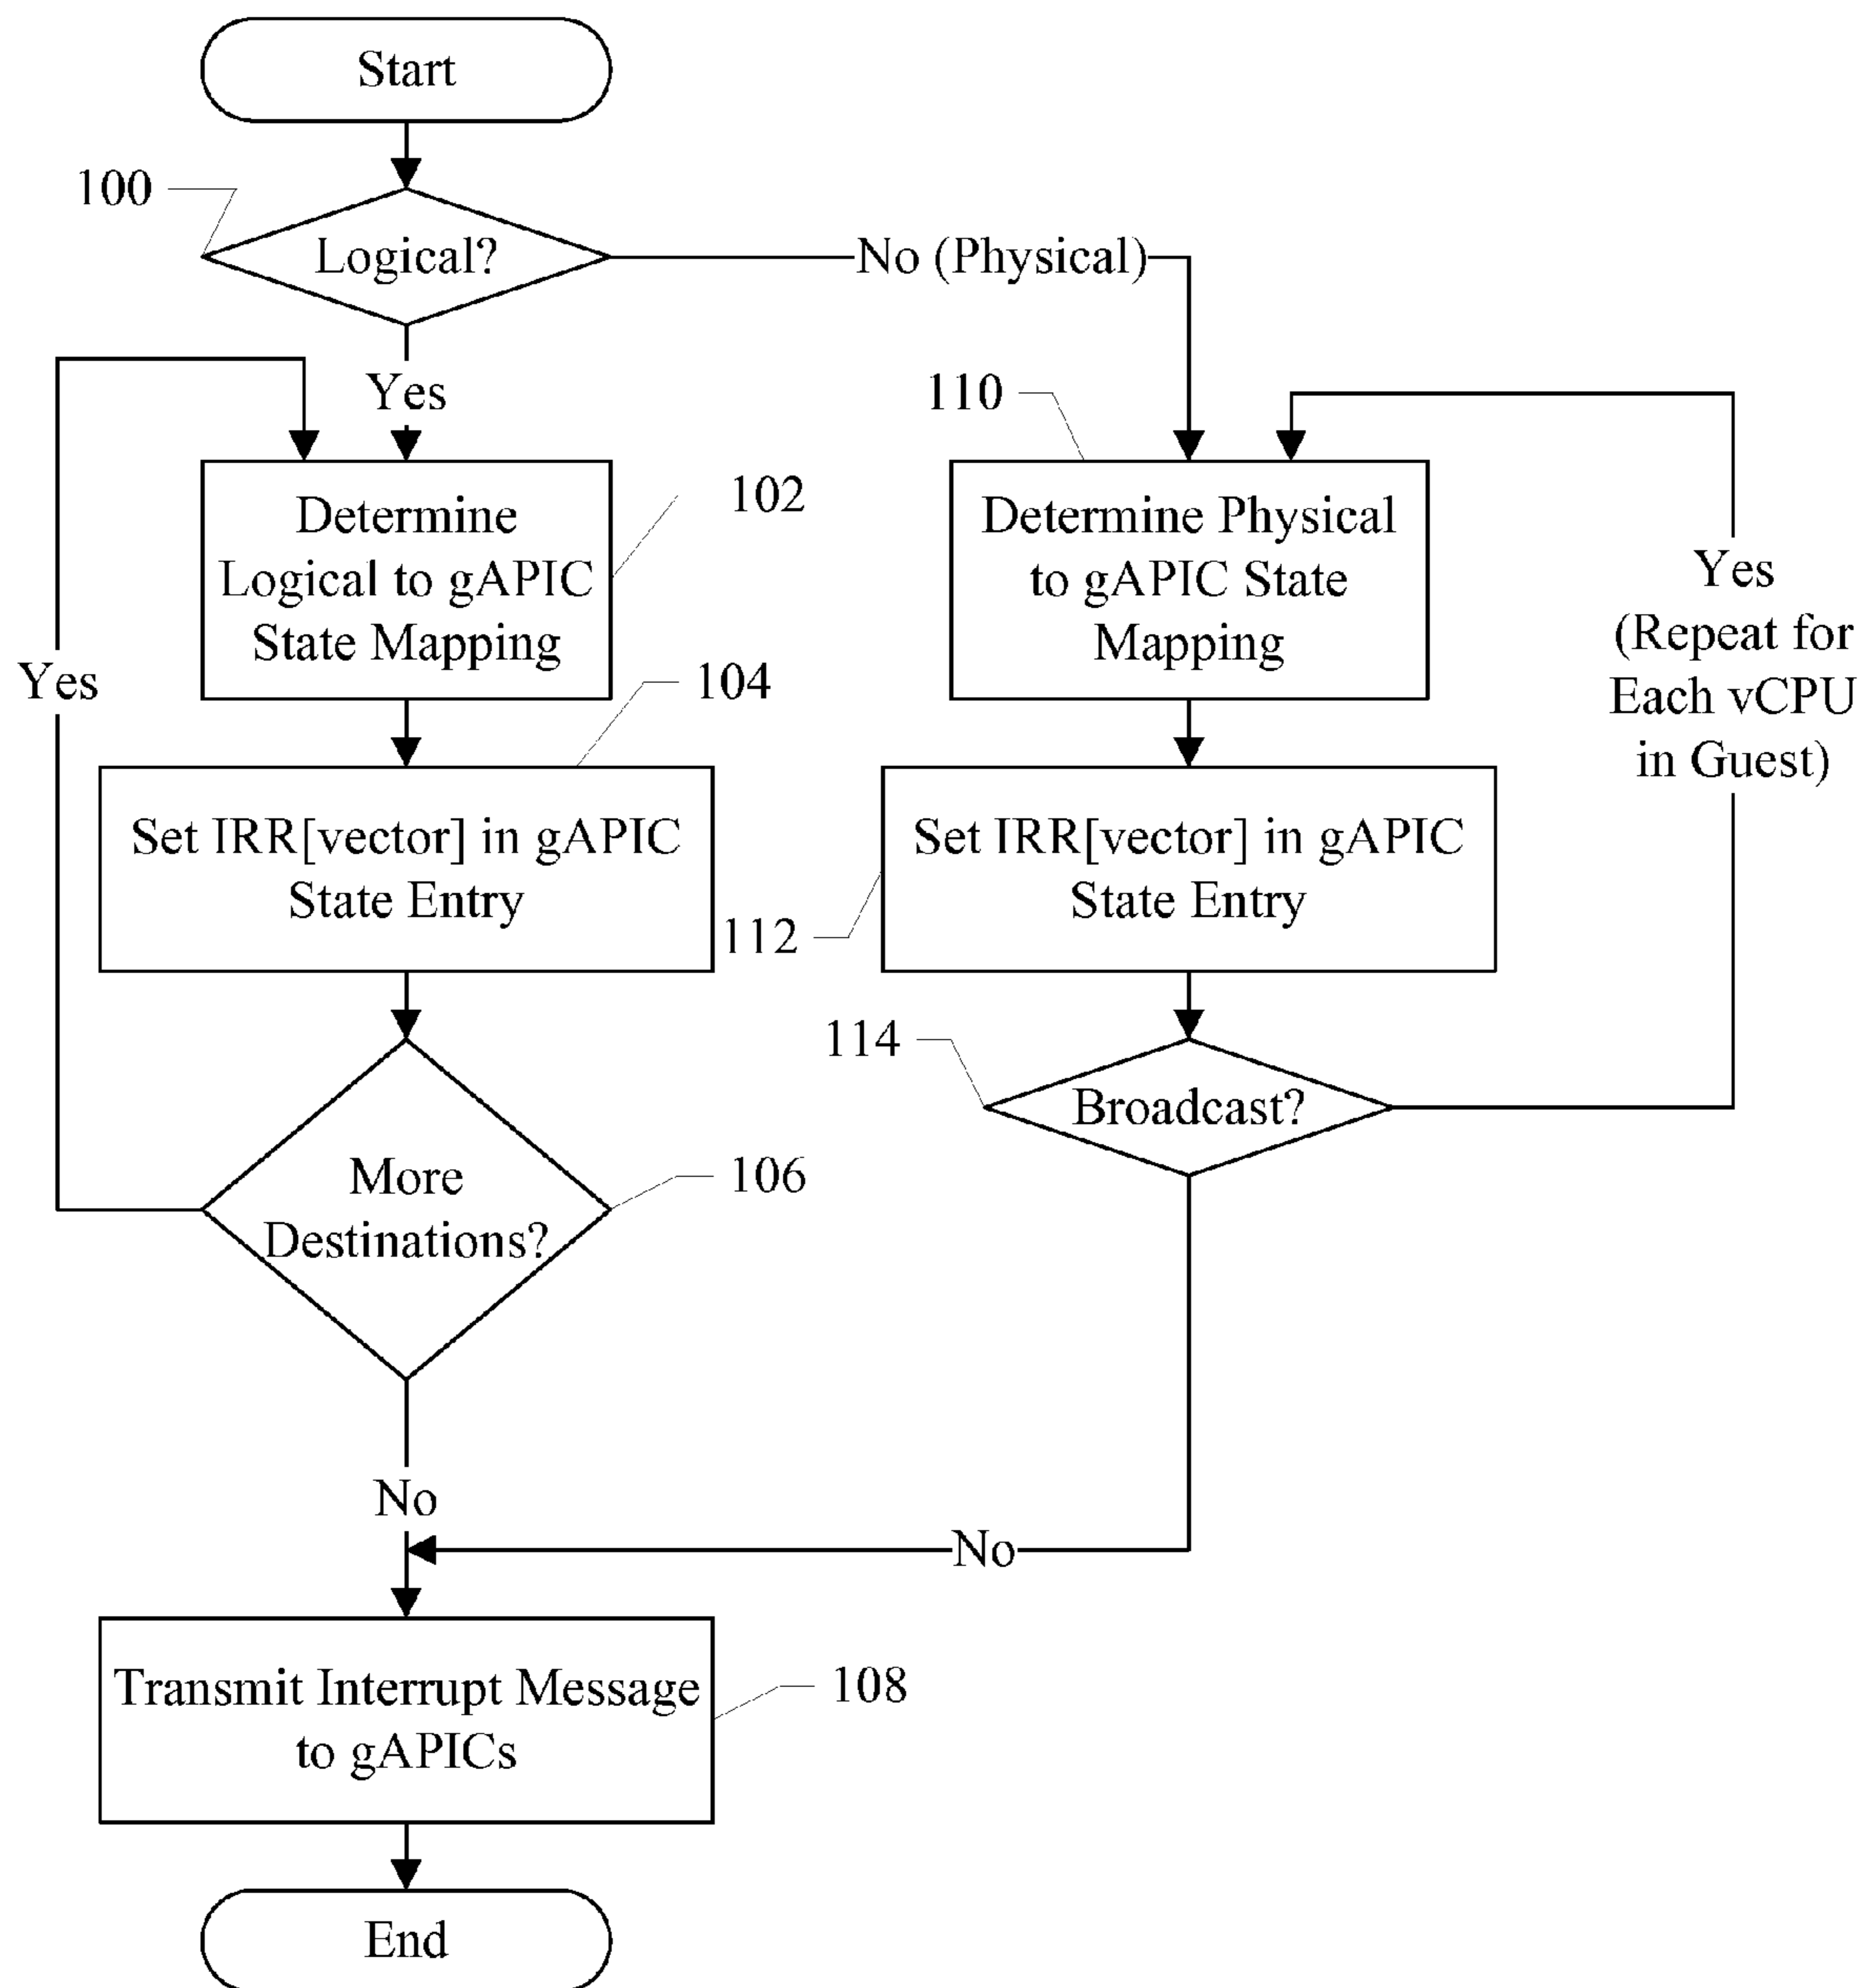 Start
100
Logical?
No (Physical)
Yes
110
Determine
Logical to gAPIC
State Mapping
102
Determine Physical
to gAPIC State
Mapping
Yes
(Repeat for
Each vCPU
in Guest)
Yes
104
Set IRR[vector] in gAPIC
State Entry
112
Set IRR[vector] in gAPIC
State Entry
114
Broadcast?
More
Destinations?
106
No
No
Transmit Interrupt Message
to gAPICs
108
End